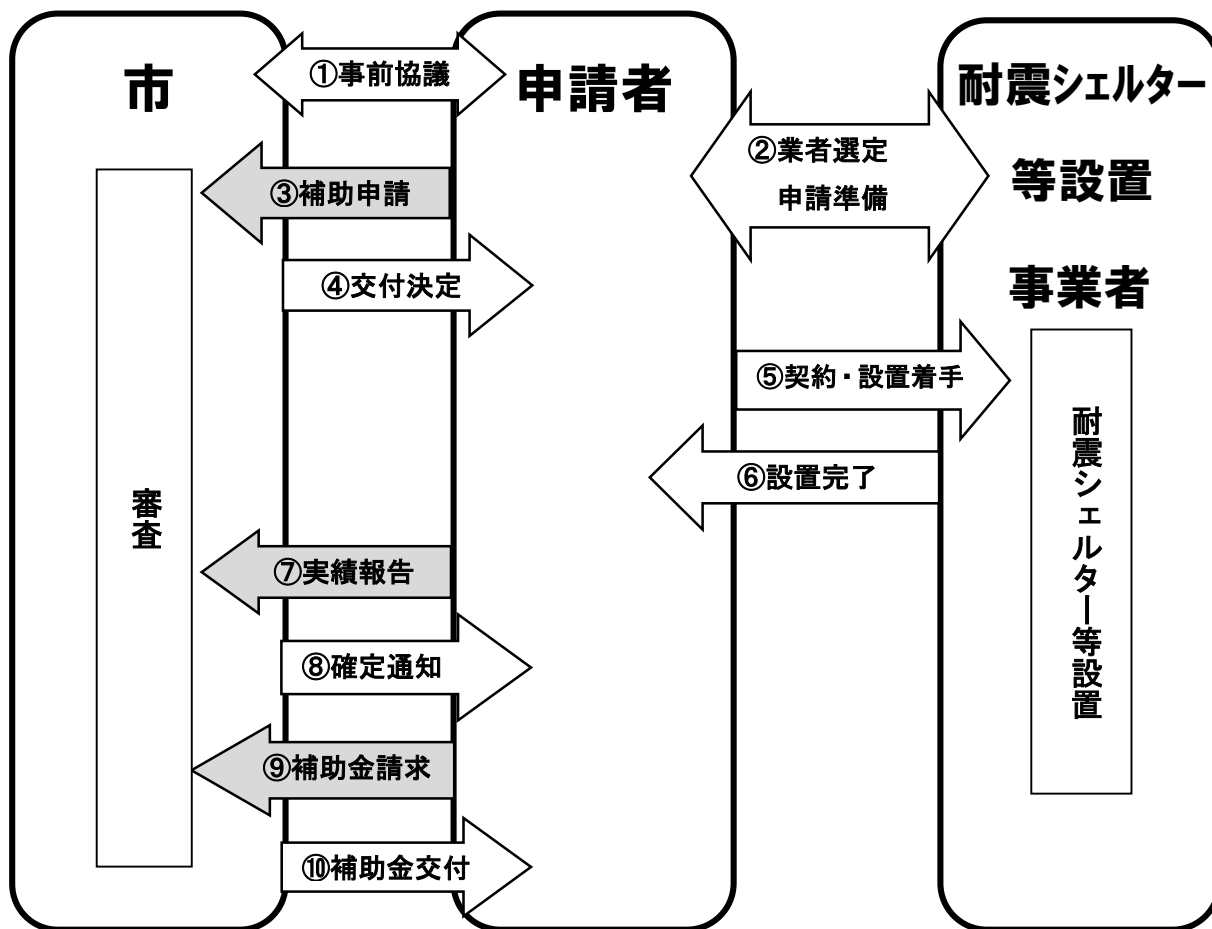 市
①事前協議
申請者
耐震シェルター
等設置
事業者
②業者選定
申請準備
③補助申請
④交付決定
⑤契約・設置着手
⑥設置完了
審査
耐震シェルター等設置
⑦実績報告
⑧確定通知
⑨補助金請求
⑩補助金交付